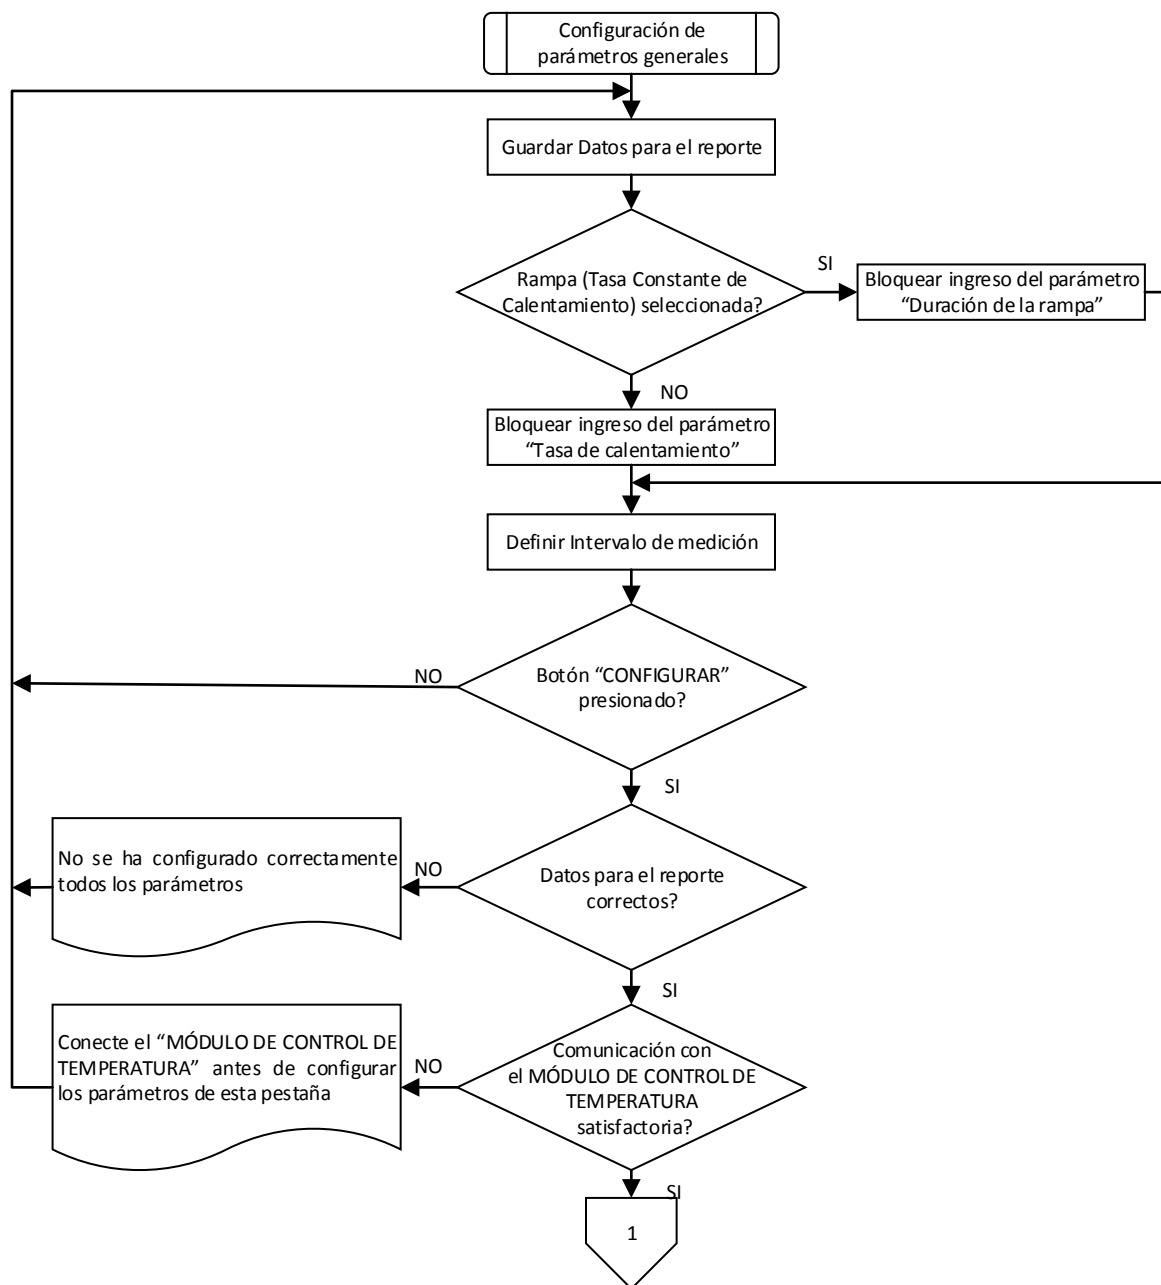 Configuración de
parámetros generales
Guardar Datos para el reporte
Rampa (Tasa Constante de
Calentamiento) seleccionada?
SI
Bloquear ingreso del parámetro
“Duración de la rampa”
NO
Bloquear ingreso del parámetro
“Tasa de calentamiento”
Definir Intervalo de medición
Botón “CONFIGURAR”
presionado?
NO
SI
Datos para el reporte
correctos?
NO
No se ha configurado correctamente
todos los parámetros
SI
Comunicación con
el MÓDULO DE CONTROL DE
TEMPERATURA
satisfactoria?
NO
Conecte el “MÓDULO DE CONTROL DE
TEMPERATURA” antes de configurar
los parámetros de esta pestaña
SI
1